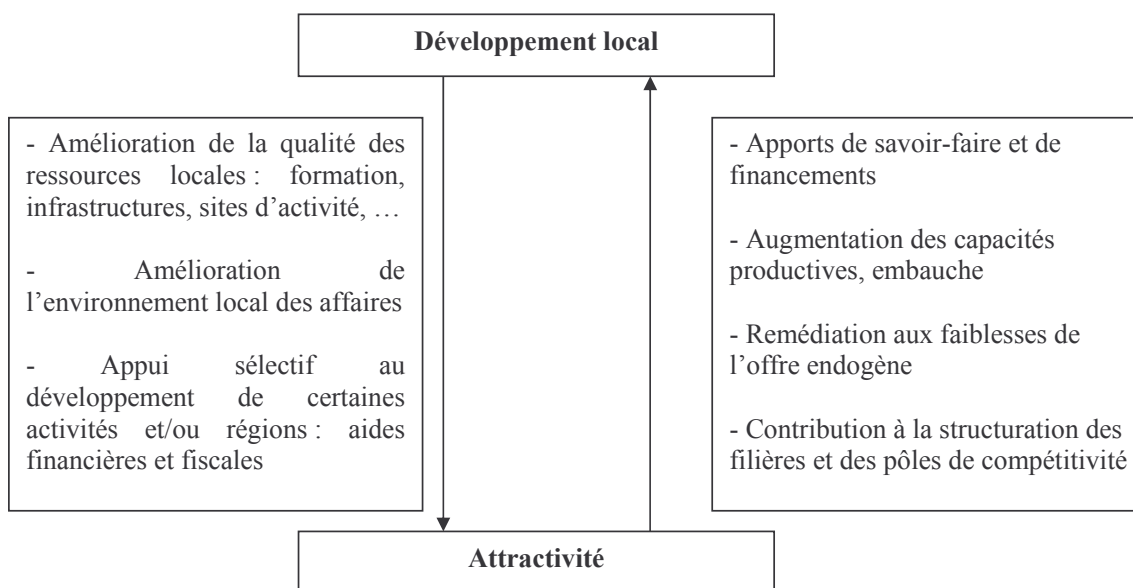 Développement local
- Amélioration de la qualité des
ressources locales : formation,
infrastructures, sites d’activité, …
- Amélioration de
l’environnement local des affaires
- Appui sélectif au
développement de certaines
activités et/ou régions : aides
financières et fiscales
- Apports de savoir-faire et de
financements
- Augmentation des capacités
productives, embauche
- Remédiation aux faiblesses de
l’offre endogène
- Contribution à la structuration des
filières et des pôles de compétitivité
Attractivité